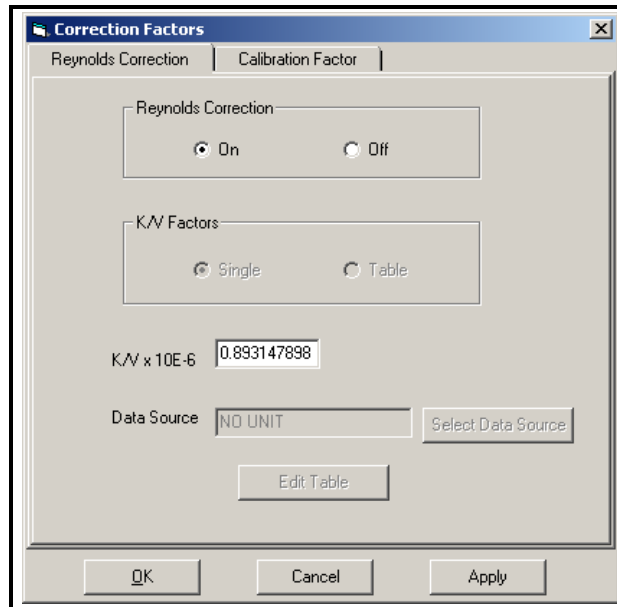 Correction Factors
Reynolds Correction Calibration Factor
Reynolds Correction
On Off
K/V Factors
Single Table
K/V x 10E-6 0.893147898
Data Source NO UNIT Select Data Source
Edit Table
OK Cancel Apply